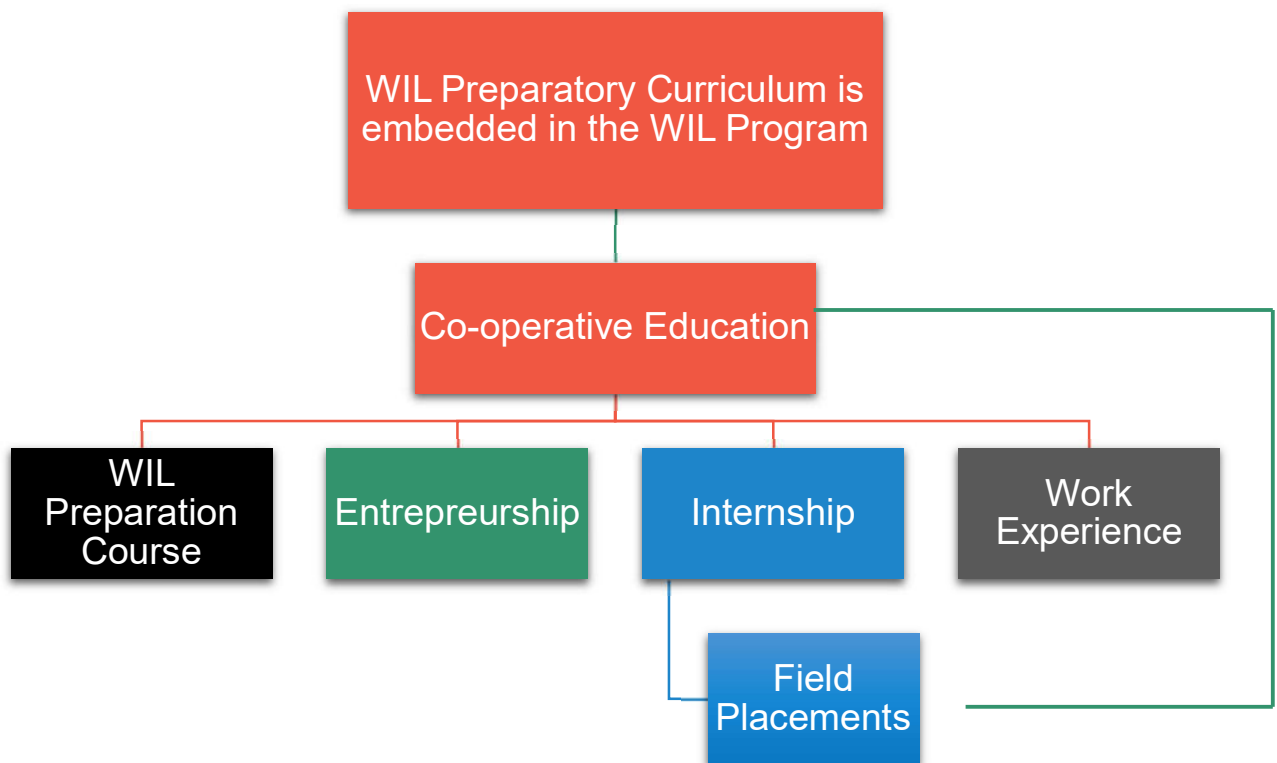 WIL Preparatory Curriculum is
embedded in the WIL Program
Co-operative Education
WIL
Preparation
Course
Entrepreurship
Internship
Work
Experience
Field
Placements